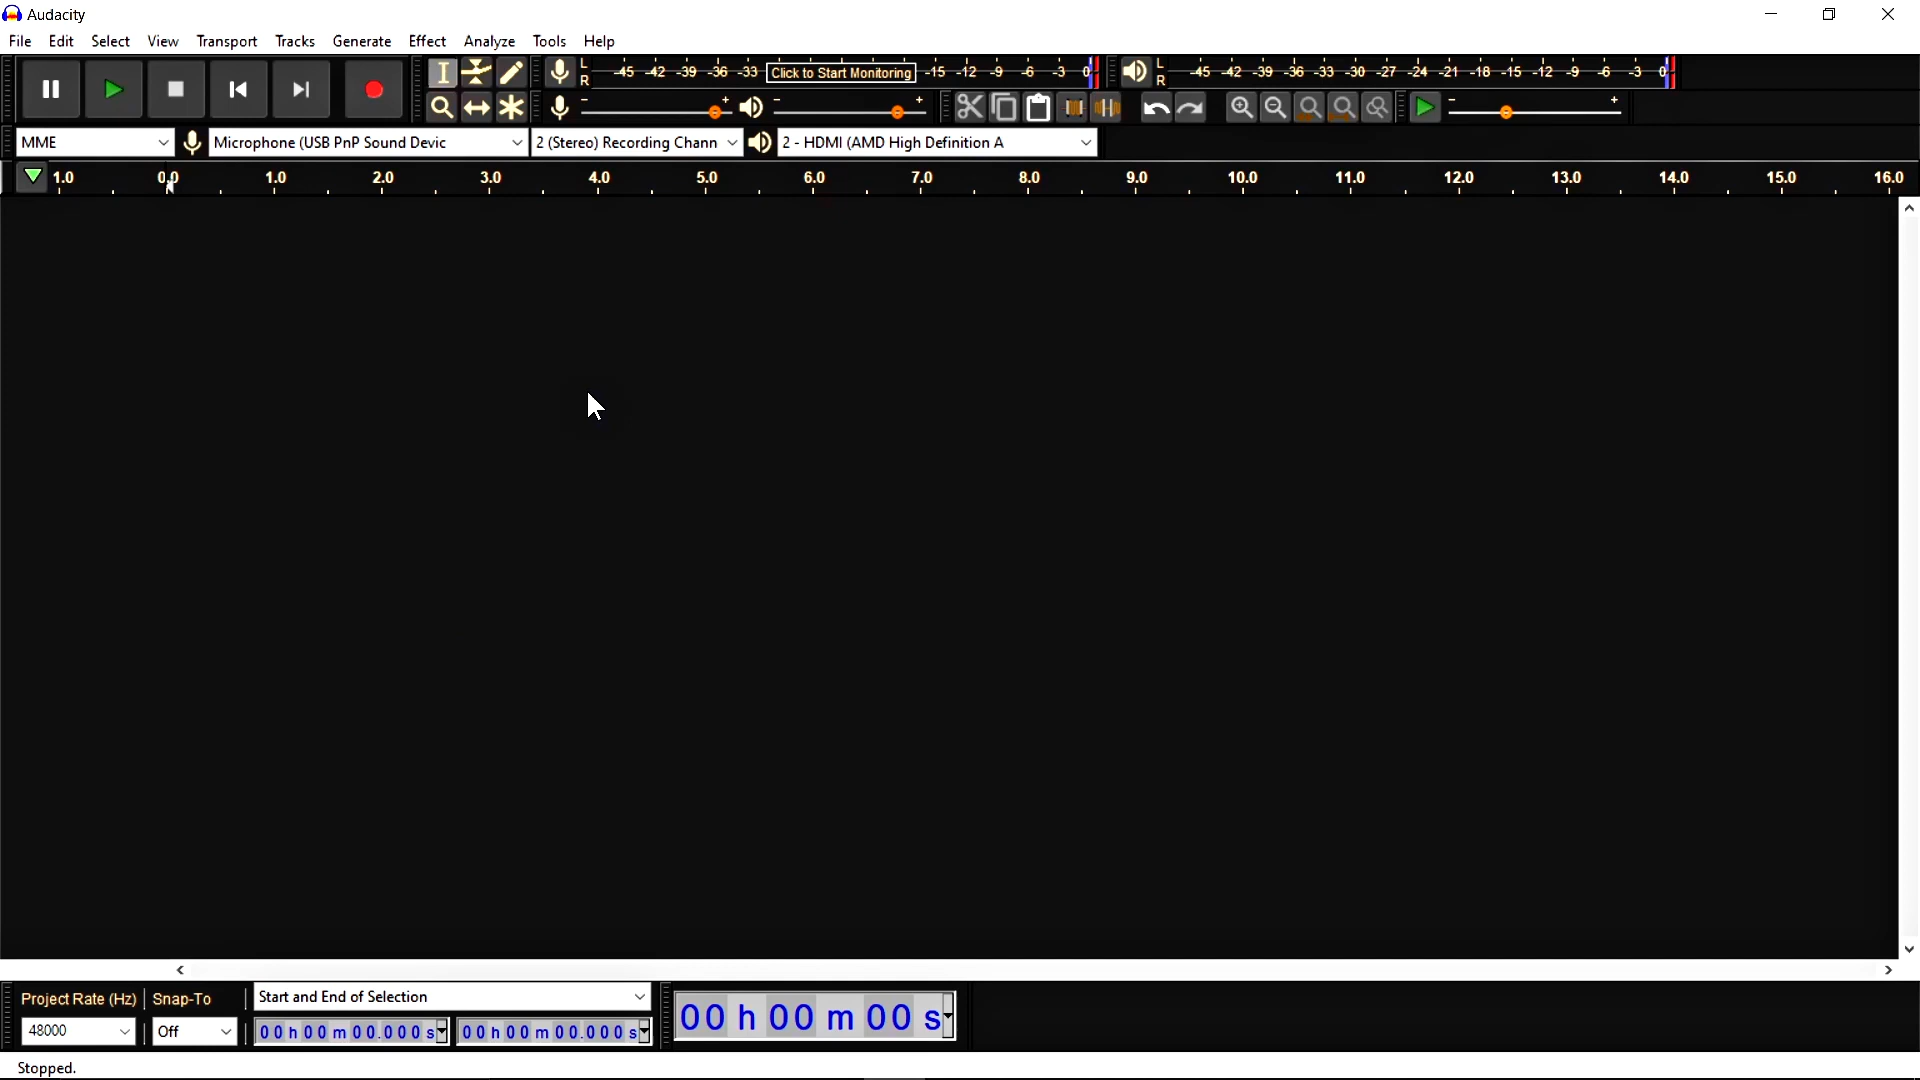 Audacity
File Edit Select View Transport Tracks Generate Effect Analyze Tools Help
L -45 -42 -39 -36 -33 Click to Start Monitoring -15 -12 -9 -6 -3 0 L -45 -42 -39 -36 -33 -30 -27 -24 -21 -18 -15 -12 -9 -6 -3 0
R R
- + - + - +
MME Microphone (USB PnP Sound Devic 2 (Stereo) Recording Chann 2 - HDMI (AMD High Definition A
1.0 0.0 1.0 2.0 3.0 4.0 5.0 6.0 7.0 8.0 9.0 10.0 11.0 12.0 13.0 14.0 15.0 16.0
Project Rate (Hz) Snap-To Start and End of Selection
48000 Off 00 h 00 m 00.000 s 00 h 00 m 00.000 s 00 h 00 m 00 s
Stopped.